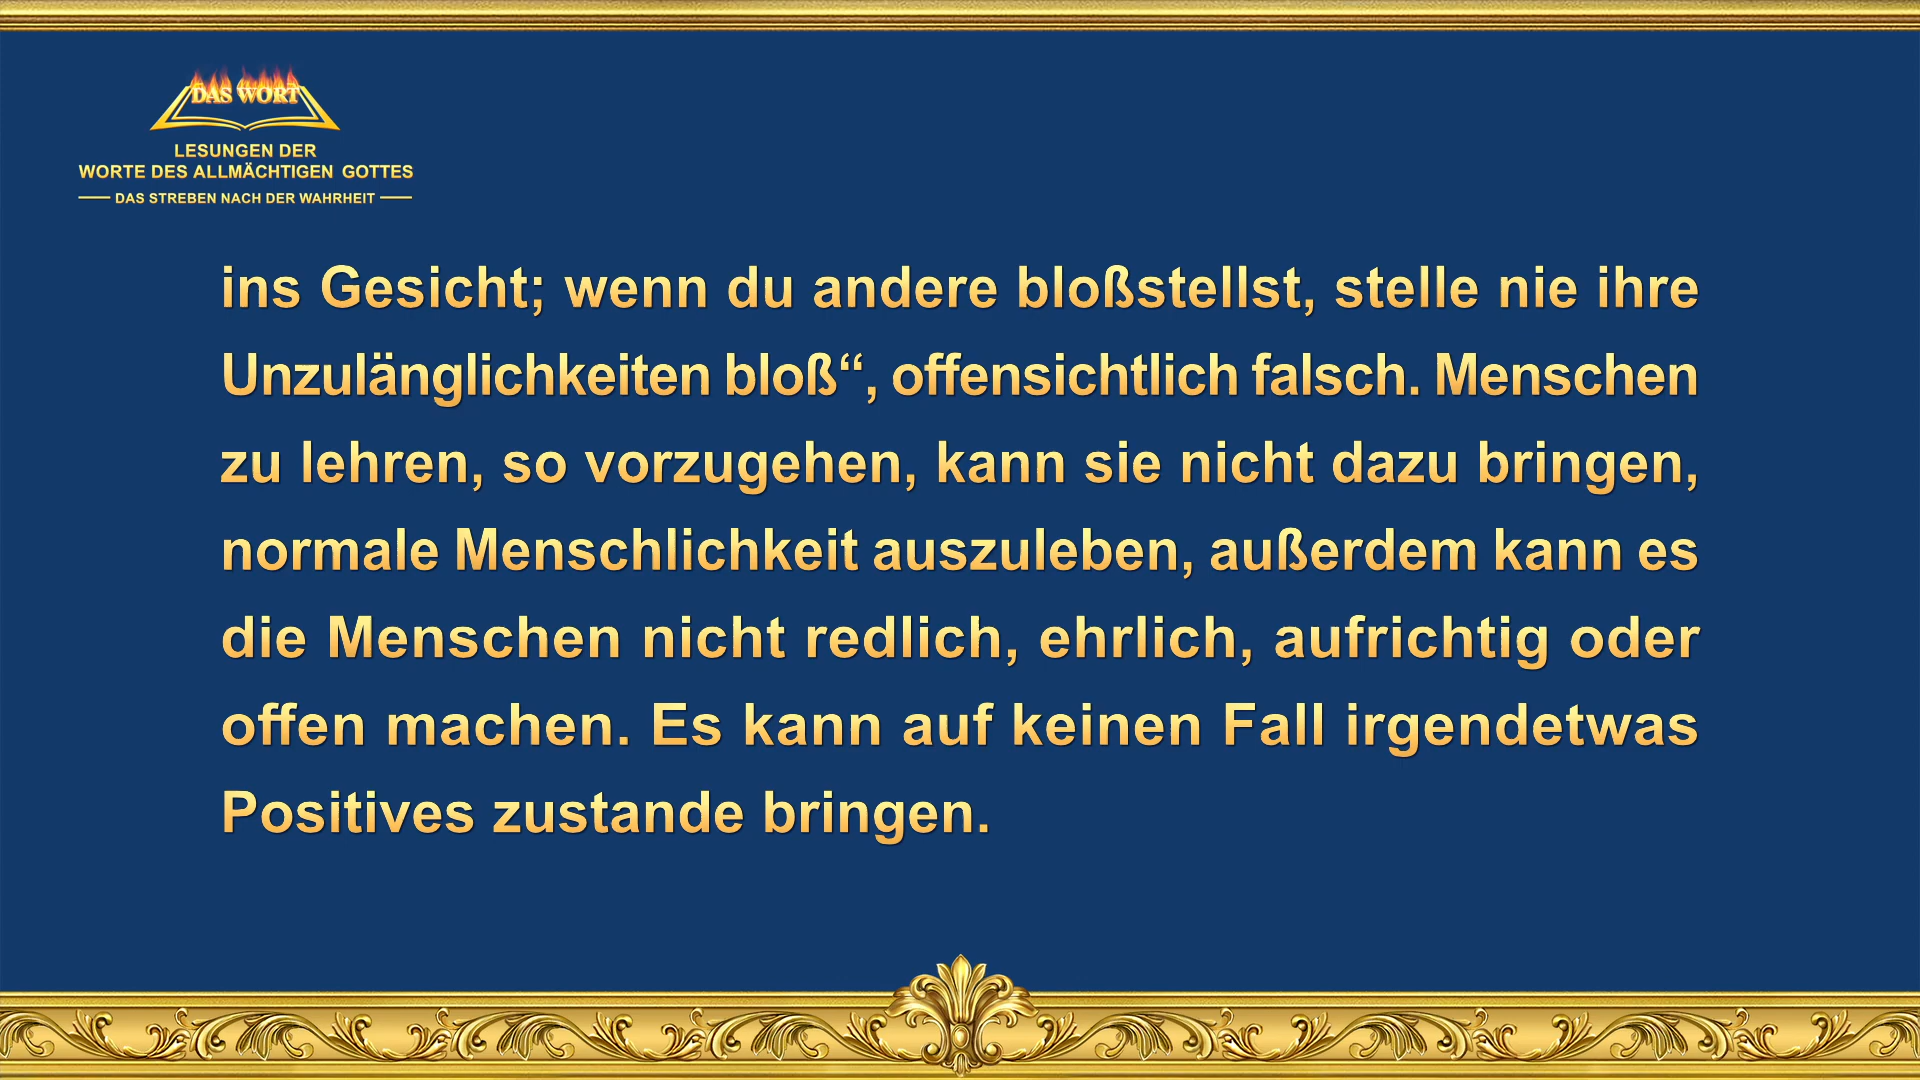 DAS WORT
LESUNGEN DER
WORTE DES ALLMÄCHTIGEN GOTTES
DAS STREBEN NACH DER WAHRHEIT
ins Gesicht; wenn du andere bloßstellst, stelle nie ihre
Unzulänglichkeiten bloß“, offensichtlich falsch. Menschen
zu lehren, so vorzugehen, kann sie nicht dazu bringen,
normale Menschlichkeit auszuleben, außerdem kann es
die Menschen nicht redlich, ehrlich, aufrichtig oder
offen machen. Es kann auf keinen Fall irgendetwas
Positives zustande bringen.